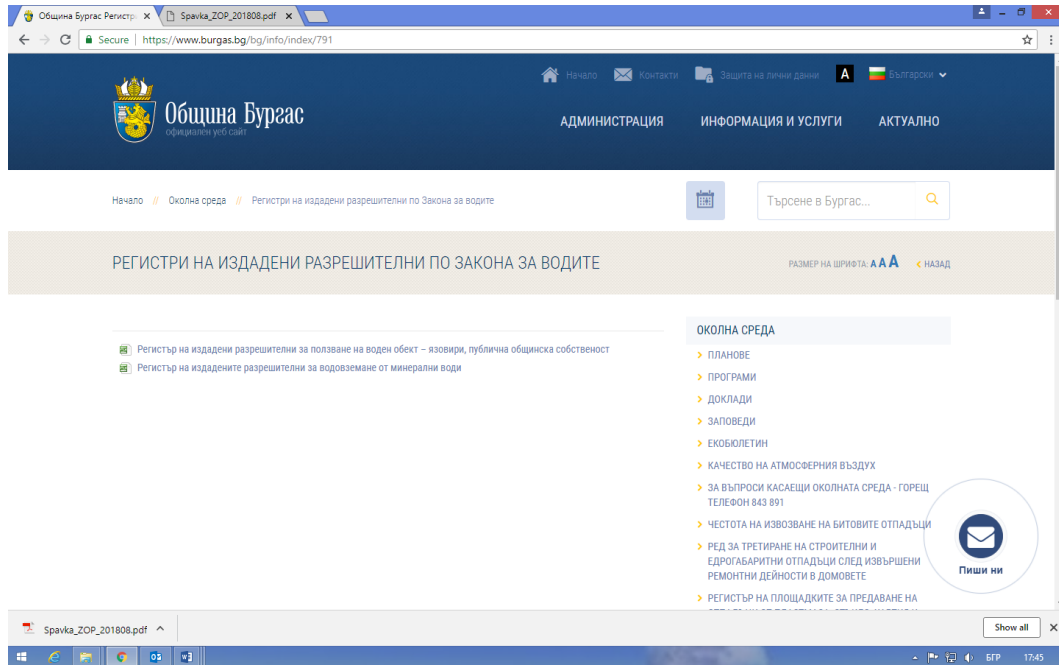 Община Бургас Регистр
Spavka_ZOP_201808.pdf
Secure
https://www.burgas.bg/bg/info/index/791
Начало
Контакти
Защита на лични данни
A
Български
Община Бургас
официален уеб сайт
АДМИНИСТРАЦИЯ
ИНФОРМАЦИЯ И УСЛУГИ
АКТУАЛНО
Начало // Околна среда // Регистри на издадени разрешителни по Закона за водите
Търсене в Бургас...
РЕГИСТРИ НА ИЗДАДЕНИ РАЗРЕШИТЕЛНИ ПО ЗАКОНА ЗА ВОДИТЕ
РАЗМЕР НА ШРИФТА: A A A
НАЗАД
Регистър на издадени разрешителни за ползване на воден обект – язовири, публична общинска собственост
Регистър на издадените разрешителни за водовземане от минерални води
ОКОЛНА СРЕДА
ПЛАНОВЕ
ПРОГРАМИ
ДОКЛАДИ
ЗАПОВЕДИ
ЕКОБЮЛЕТИН
КАЧЕСТВО НА АТМОСФЕРНИЯ ВЪЗДУХ
ЗА ВЪПРОСИ КАСАЕЩИ ОКОЛНАТА СРЕДА - ГОРЕЩ
ТЕЛЕФОН 843 891
ЧЕСТОТА НА ИЗВОЗВАНЕ НА БИТОВИТЕ ОТПАДЪЦИ
РЕД ЗА ТРЕТИРАНЕ НА СТРОИТЕЛНИ И
ЕДРОГАБАРИТНИ ОТПАДЪЦИ СЛЕД ИЗВЪРШЕНИ
РЕМОНТНИ ДЕЙНОСТИ В ДОМОВЕТЕ
РЕГИСТЪР НА ПЛОЩАДКИТЕ ЗА ПРЕДАВАНЕ НА
Пиши ни
Spavka_ZOP_201808.pdf
Show all
БГР
17:45